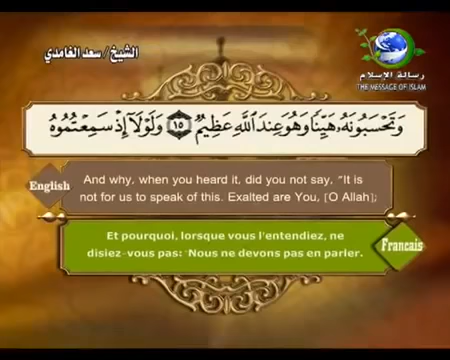 الشيخ / سعد الغامدي
رسالة الإسلام
THE MESSAGE OF ISLAM
وَتَحْسَبُونَهُۥ هَيِّنًا وَهُوَ عِندَ ٱللَّهِ عَظِيمٌ ١٥ وَلَوْلَآ إِذْ سَمِعْتُمُوهُ
English
And why, when you heard it, did you not say, "It is
not for us to speak of this. Exalted are You, [O Allah];
Et pourquoi, lorsque vous l'entendiez, ne
disiez-vous pas: "Nous ne devons pas en parler.
Francais